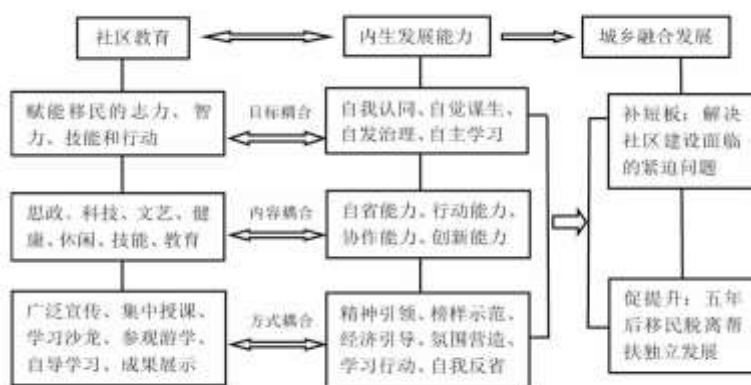 社区教育
内生发展能力
城乡融合发展
赋能移民的志力、智
力、技能和行动
目标耦合
自我认同、自觉谋生、
自发治理、自主学习
补短板：解决
社区建设面临
的紧迫问题
思政、科技、文艺、健
康、休闲、技能、教育
内容耦合
自省能力、行动能力、
协作能力、创新能力
广泛宣传、集中授课、
学习沙龙、参观游学、
自导学习、成果展示
方式耦合
精神引领、榜样示范、
经济引导、氛围营造、
学习行动、自我反省
促提升：五年
后移民脱离帮
扶独立发展